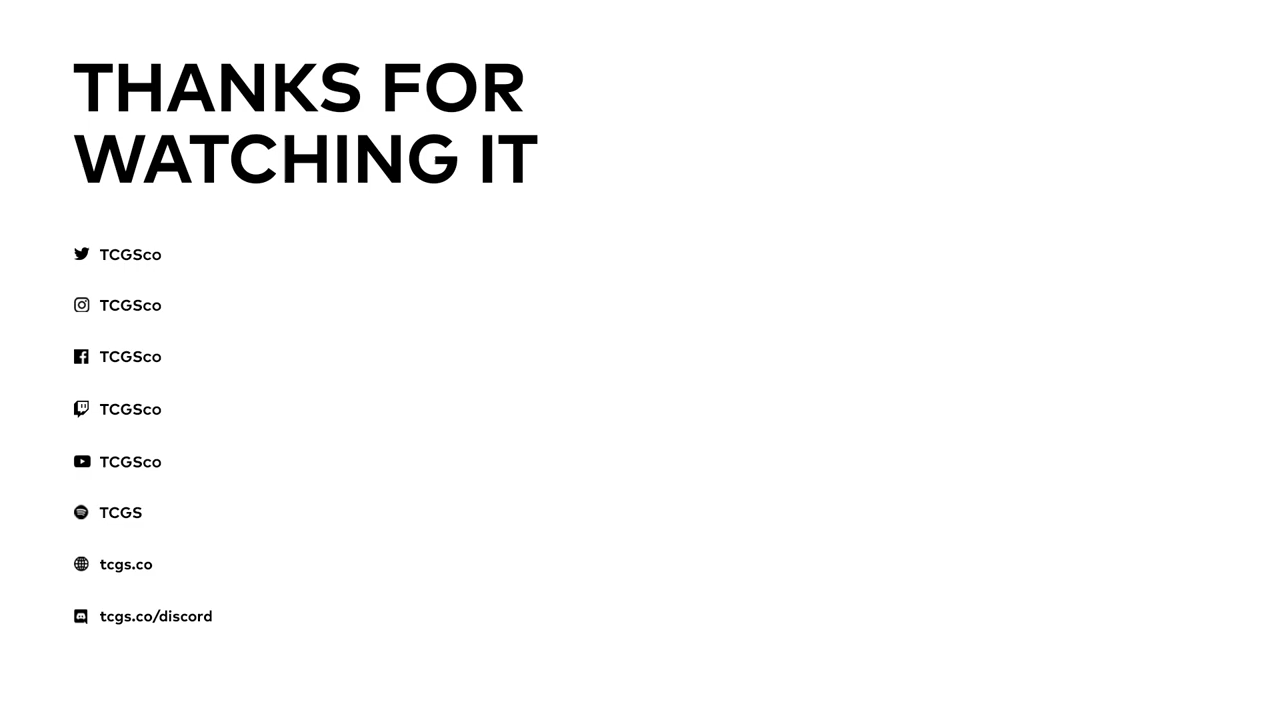 THANKS FOR
WATCHING IT
TCGSco
TCGSco
TCGSco
TCGSco
TCGSco
TCGS
tcgs.co
tcgs.co/discord